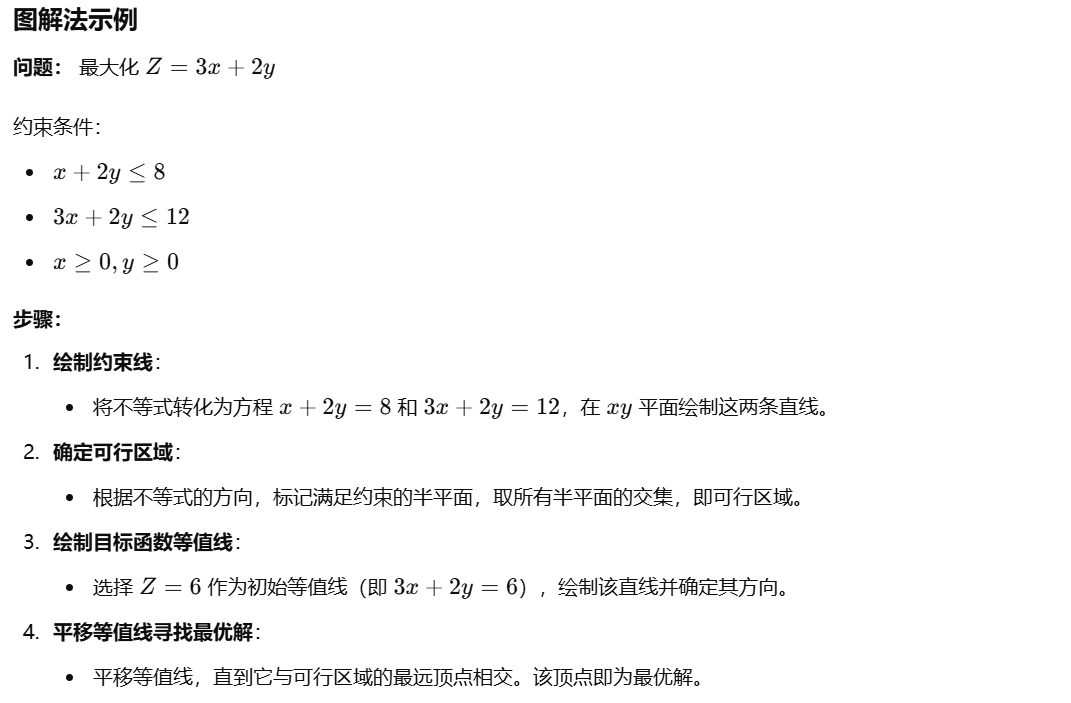 图解法示例
问题： 最大化 Z = 3x + 2y
约束条件：
• x + 2y ≤ 8
• 3x + 2y ≤ 12
• x ≥ 0, y ≥ 0
步骤：
1. 绘制约束线：
• 将不等式转化为方程 x + 2y = 8 和 3x + 2y = 12，在 xy 平面绘制这两条直线。
2. 确定可行区域：
• 根据不等式的方向，标记满足约束的半平面，取所有半平面的交集，即可行区域。
3. 绘制目标函数等值线：
• 选择 Z = 6 作为初始等值线（即 3x + 2y = 6），绘制该直线并确定其方向。
4. 平移等值线寻找最优解：
• 平移等值线，直到它与可行区域的最远顶点相交。该顶点即为最优解。